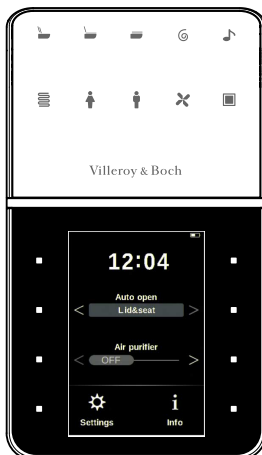 Villeroy & Boch
12:04
Auto open
Lid&seat
Air purifier
OFF
Settings
Info